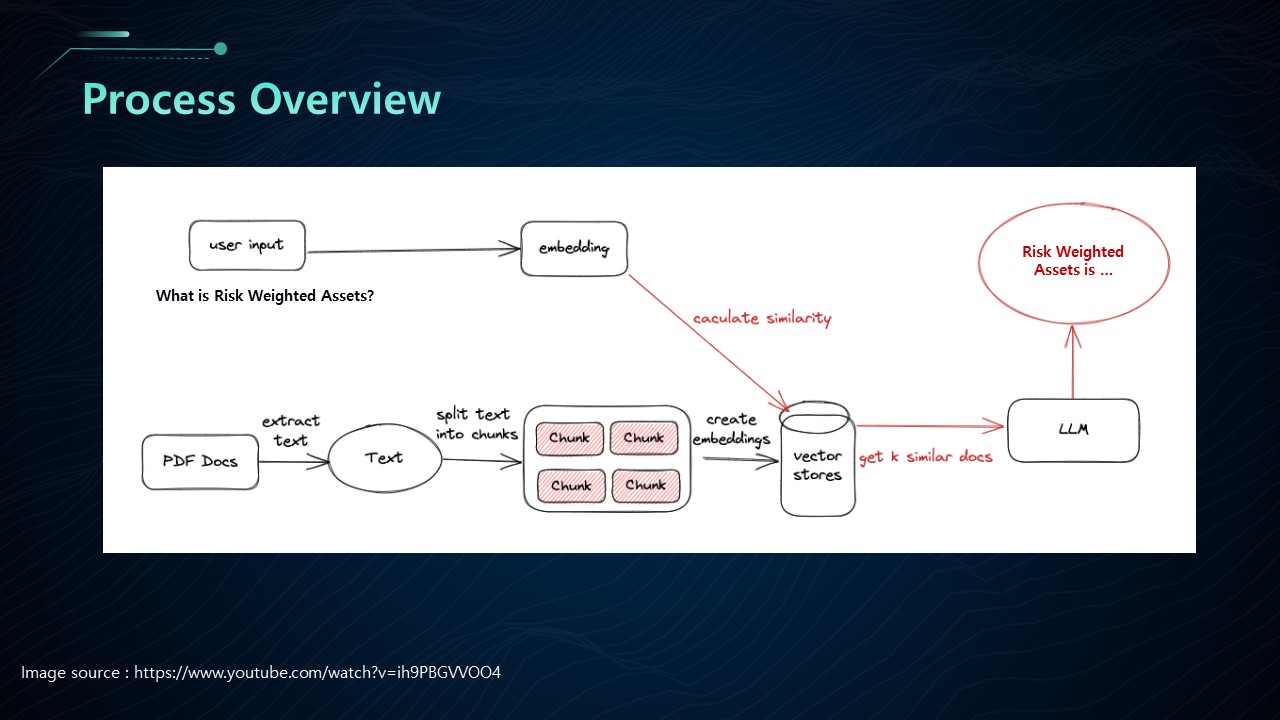 Process Overview
user input
embedding
What is Risk Weighted Assets?
caculate similarity
Risk Weighted
Assets is ...
PDF Docs
extract
text
Text
split text
into chunks
Chunk
Chunk
Chunk
Chunk
create
embeddings
vector
stores
get k similar docs
LLM
Image source : https://www.youtube.com/watch?v=ih9PBGVVOO4